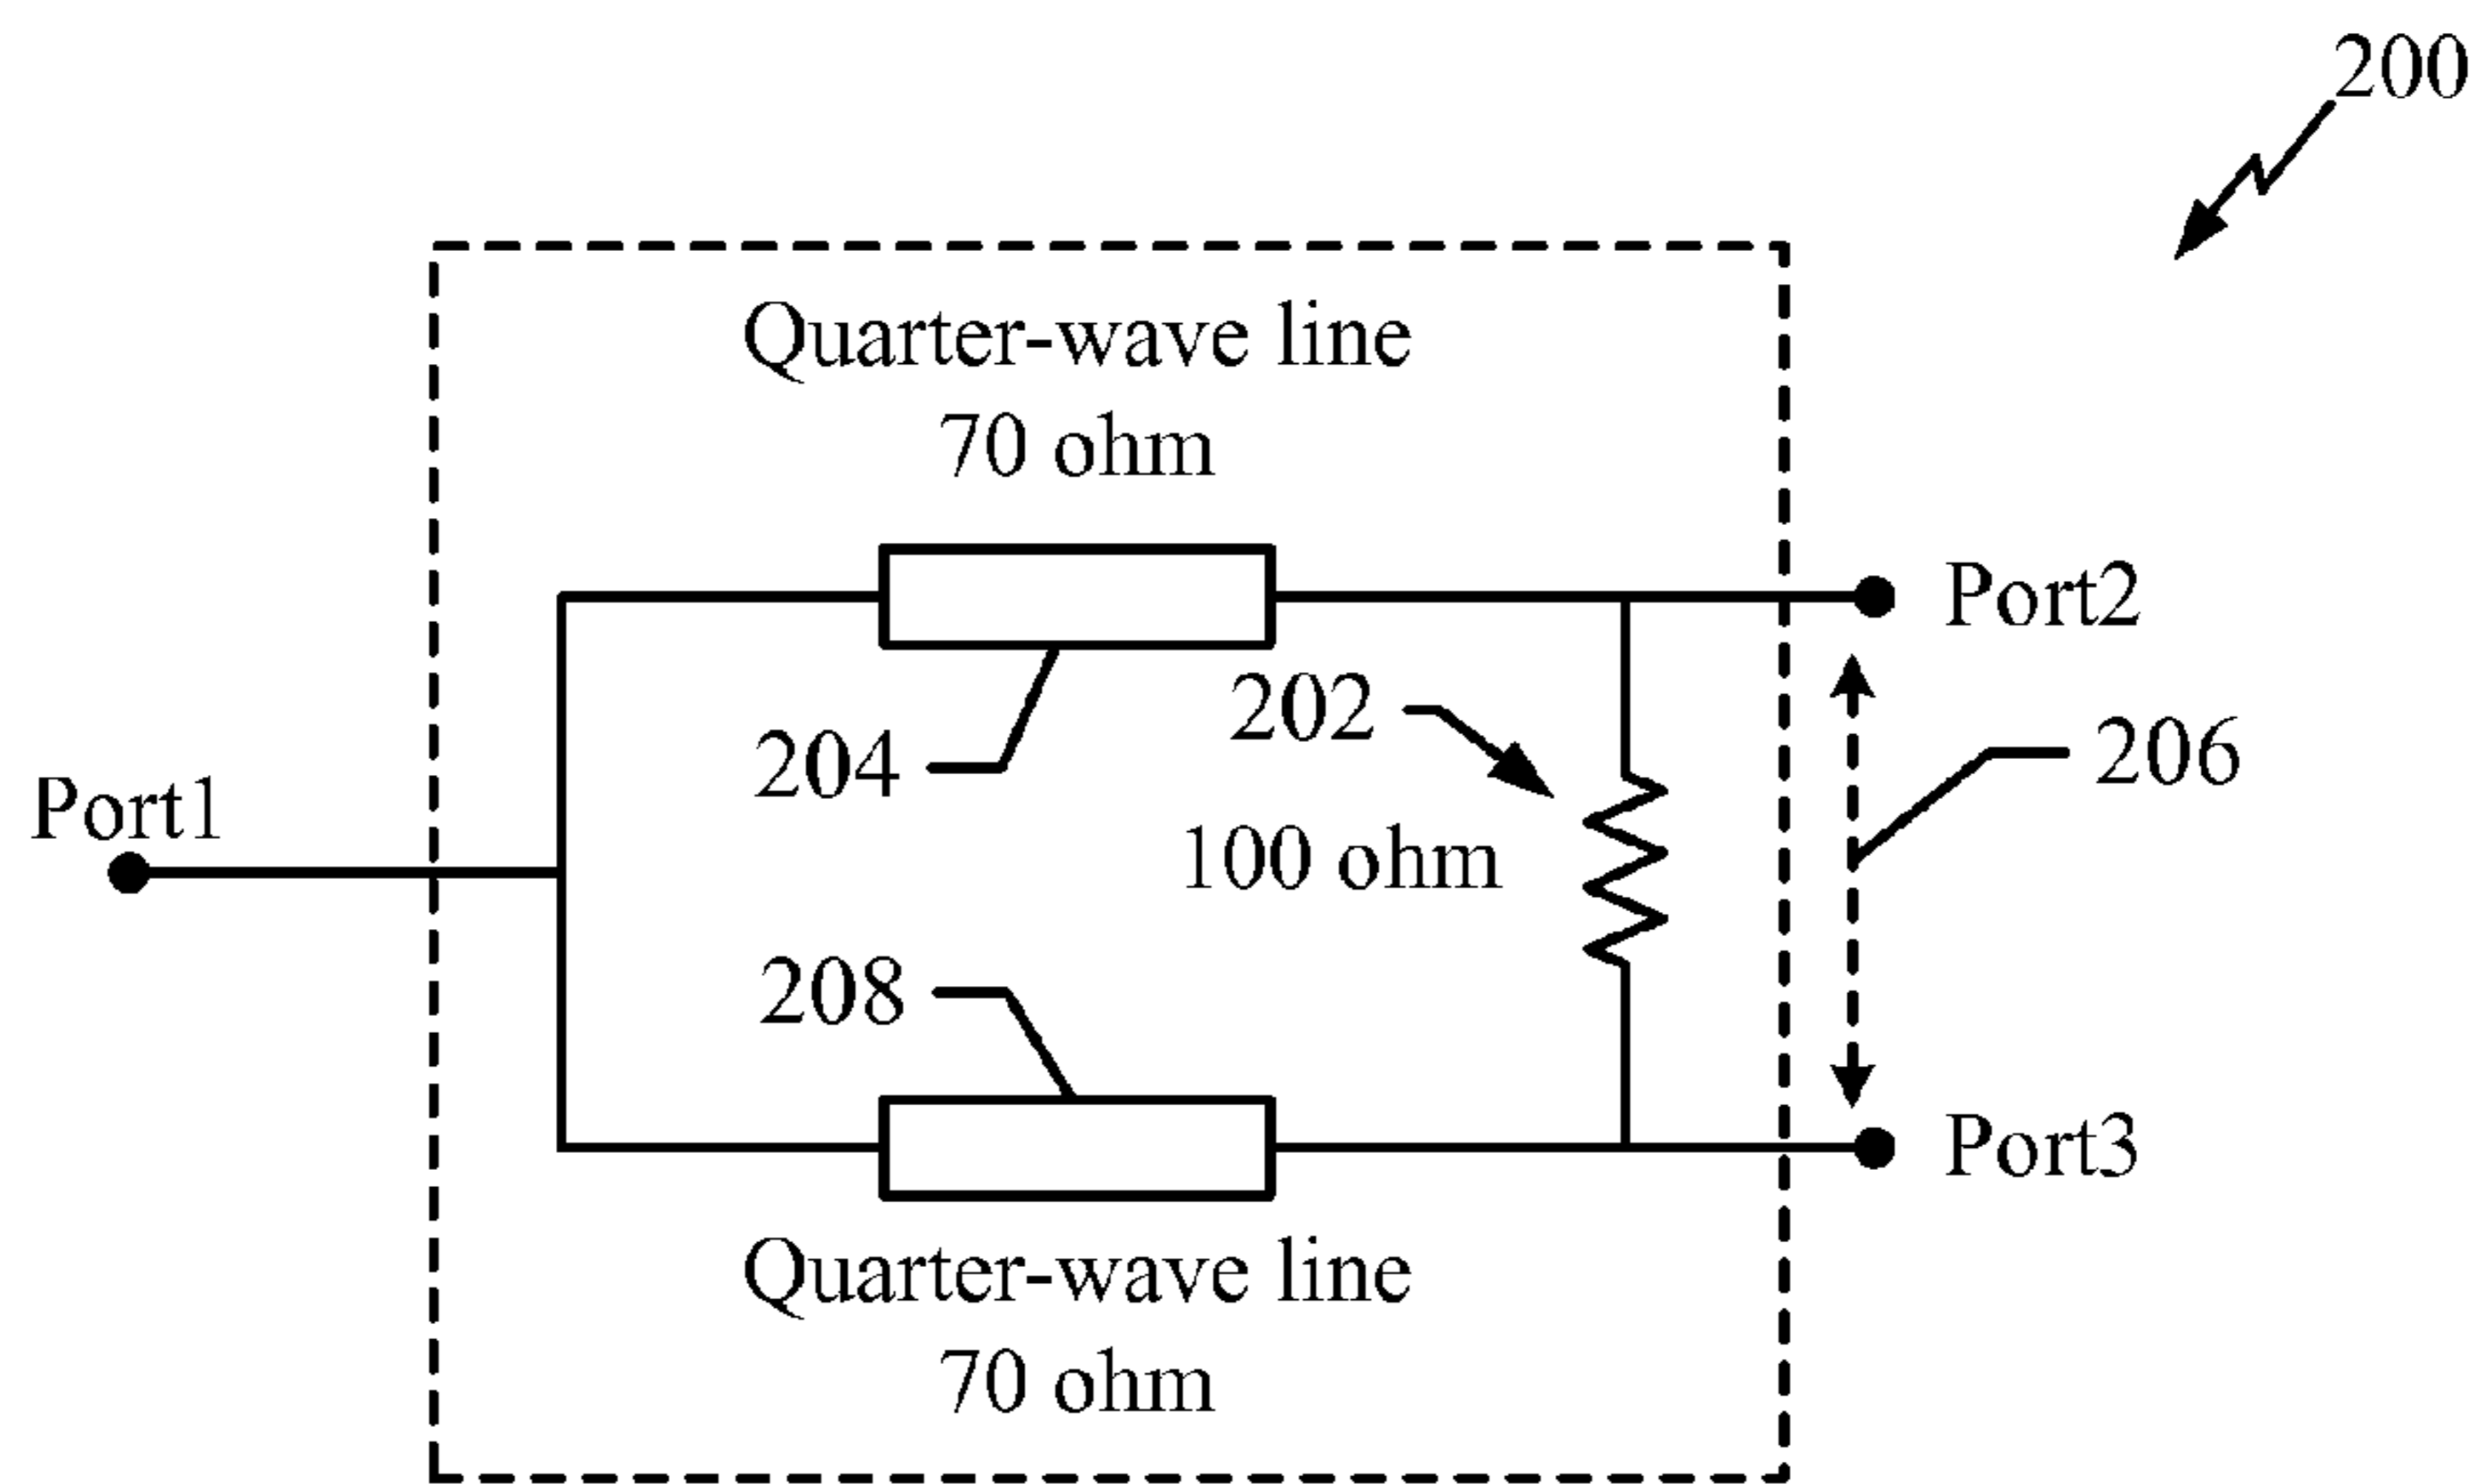 200
Quarter-wave line
70 ohm
Port2
202
204
206
Port1
100 ohm
208
Port3
Quarter-wave line
70 ohm